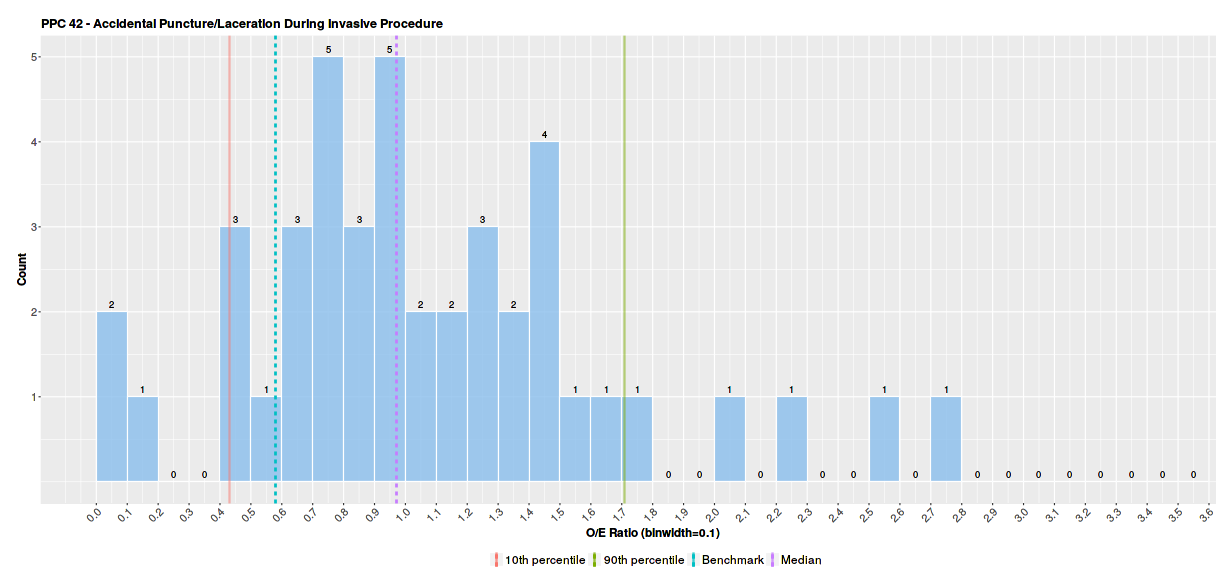 PPC 42 - Accidental Puncture/Laceration During Invasive Procedure
5 5
5
4
4
3 3 3 3
3
2 2 2 2
2
1 1 1 1 1 1 1 1 1
1
0 0 0 0 0 0 0 0 0 0 0 0 0 0 0 0
Count
0.0 0.1 0.2 0.3 0.4 0.5 0.6 0.7 0.8 0.9 1.0 1.1 1.2 1.3 1.4 1.5 1.6 1.7 1.8 1.9 2.0 2.1 2.2 2.3 2.4 2.5 2.6 2.7 2.8 2.9 3.0 3.1 3.2 3.3 3.4 3.5 3.6
O/E Ratio (binwidth=0.1)
10th percentile 90th percentile Benchmark Median